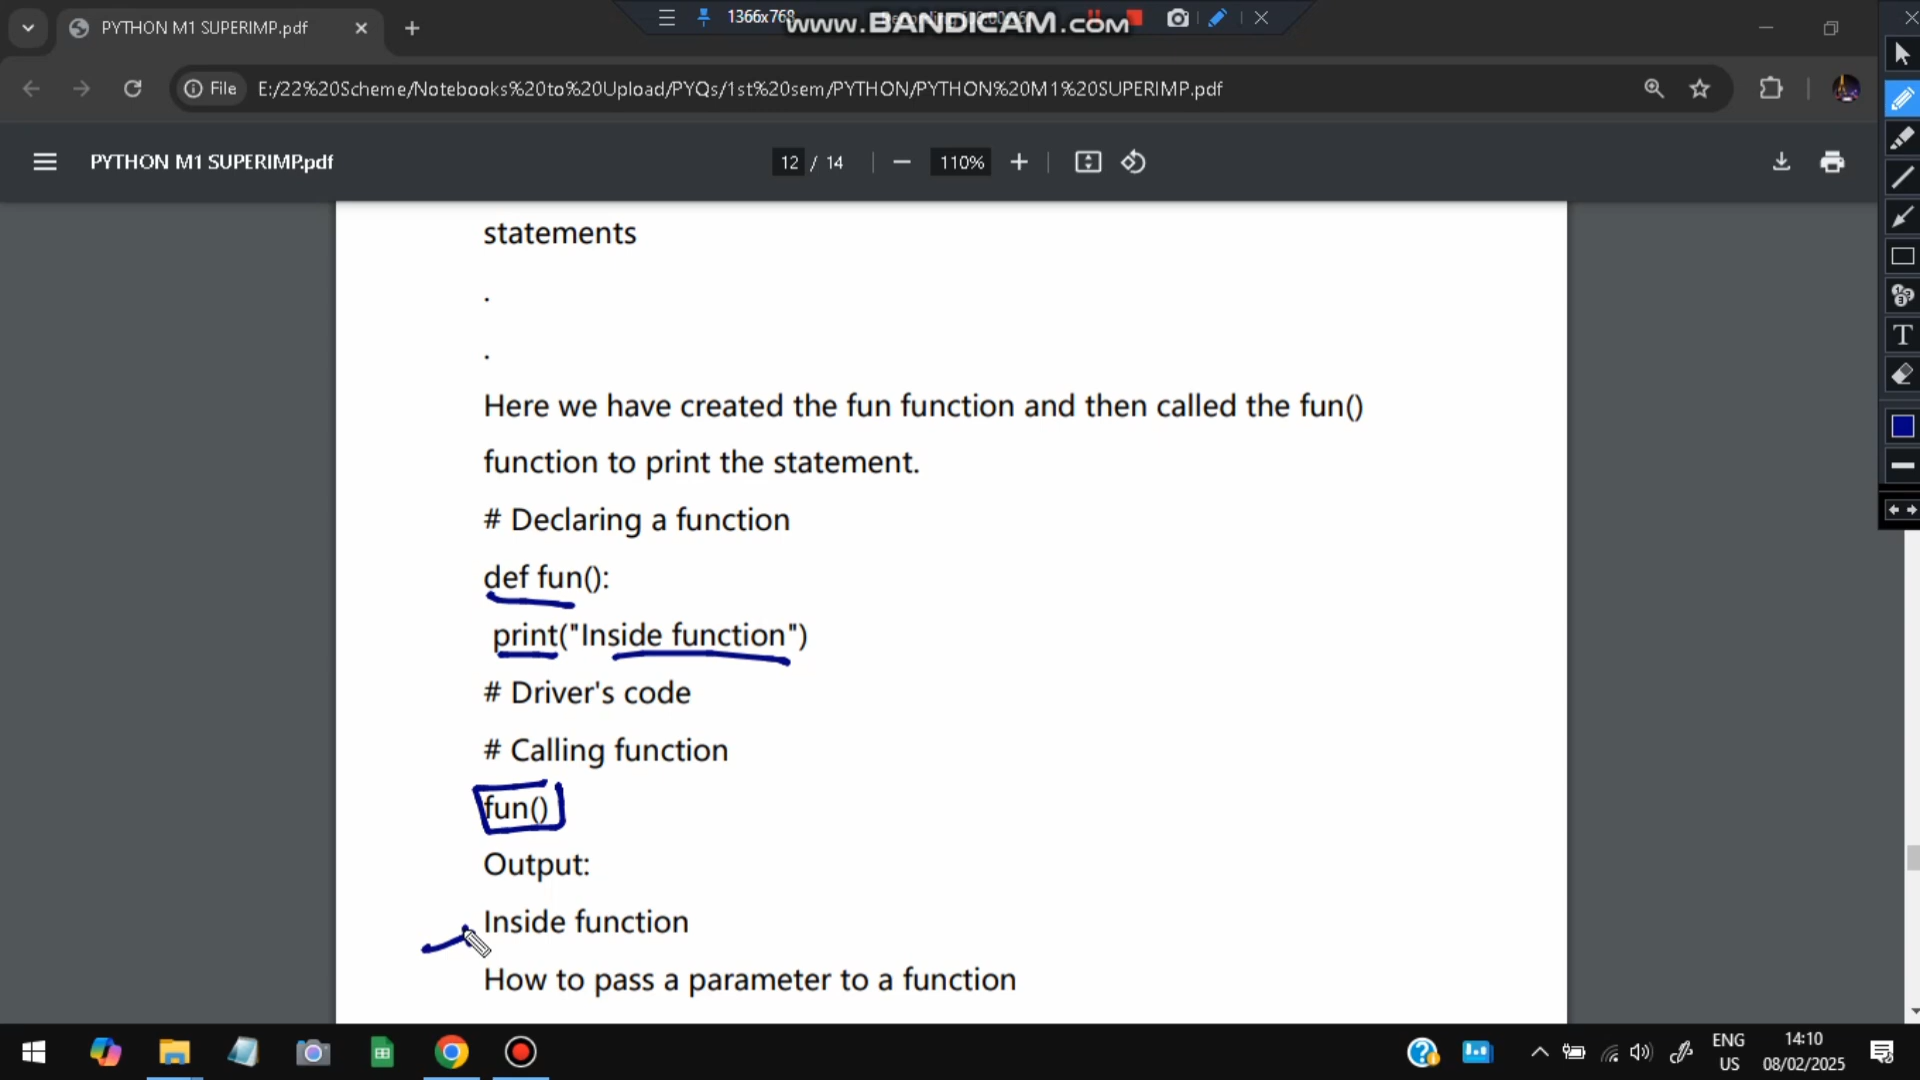 PYTHON M1 SUPERIMP.pdf
1366x768
www.BANDICAM.com
File
E:/22%20Scheme/Notebooks%20to%20Upload/PYQs/1st%20sem/PYTHON/PYTHON%20M1%20SUPERIMP.pdf
PYTHON M1 SUPERIMP.pdf
12 / 14
110%
T
statements
.
.
Here we have created the fun function and then called the fun()
function to print the statement.
# Declaring a function
def fun():
print("Inside function")
# Driver's code
# Calling function
fun()
Output:
Inside function
How to pass a parameter to a function
ENG
US
14:10
08/02/2025